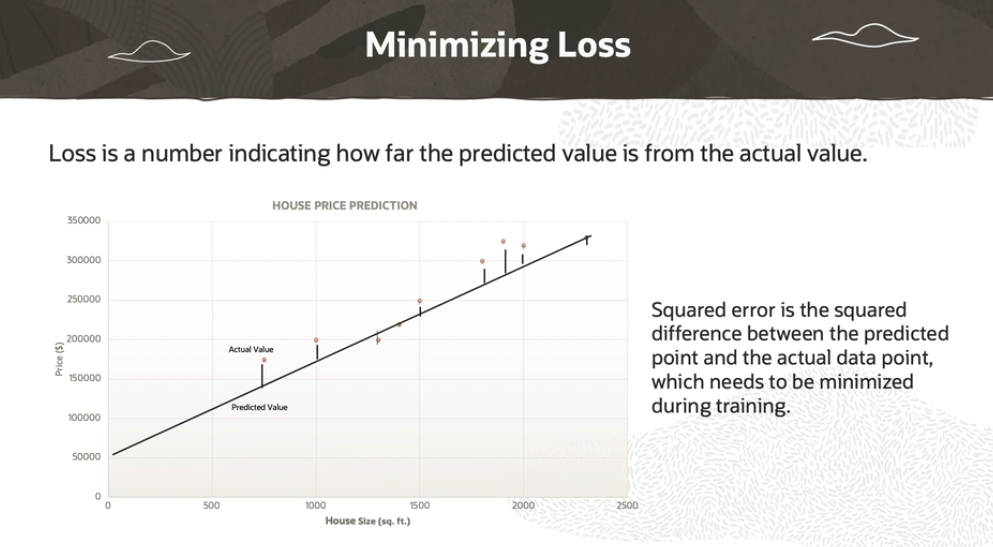 Minimizing Loss
Loss is a number indicating how far the predicted value is from the actual value.
HOUSE PRICE PREDICTION
350000
300000
250000
200000
150000
100000
50000
0
Price ($)
Actual Value
Predicted Value
0 500 1000 1500 2000 2500
House Size (sq. ft.)
Squared error is the squared
difference between the predicted
point and the actual data point,
which needs to be minimized
during training.